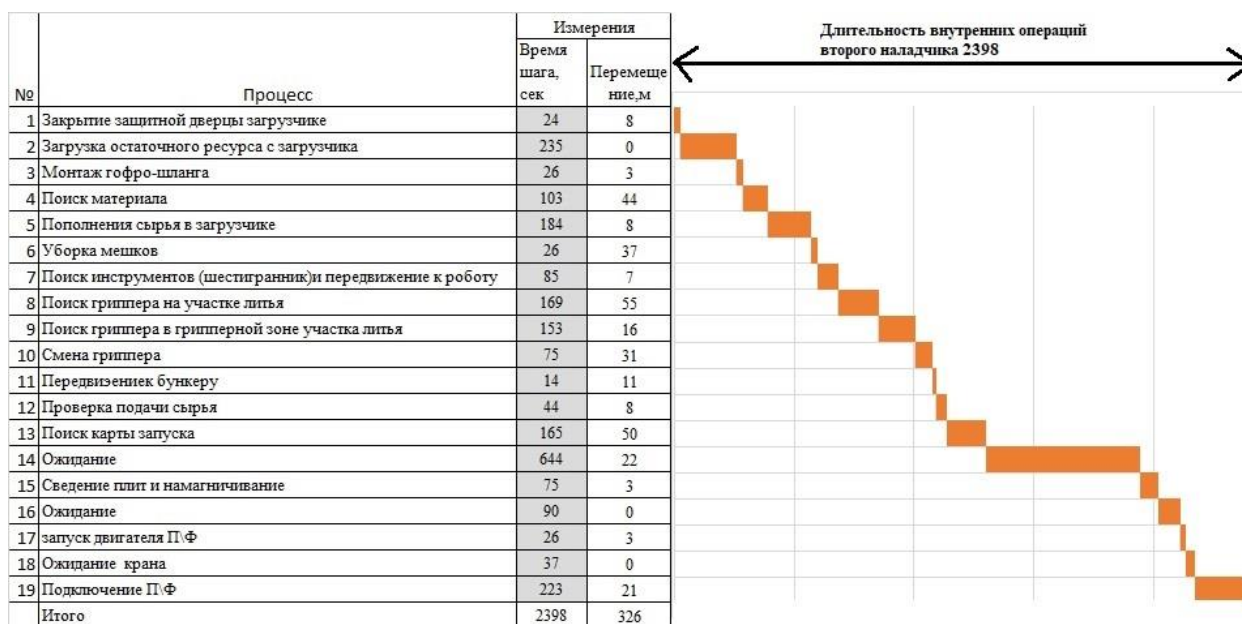 Измерения
Длительность внутренних операций
второго наладчика 2398
№ Процесс Время шага, сек Перемеще ние,м
1 Закрытие защитной дверцы загрузчике 24 8
2 Загрузка остаточного ресурса с загрузчика 235 0
3 Монтаж гофро-шланга 26 3
4 Поиск материала 103 44
5 Пополнения сырья в загрузчике 184 8
6 Уборка мешков 26 37
7 Поиск инструментов (шестигранник)и передвижение к роботу 85 7
8 Поиск гриппера на участке литья 169 55
9 Поиск гриппера в грипперной зоне участка литья 153 16
10 Смена гриппера 75 31
11 Передвизениек бункеру 14 11
12 Проверка подачи сырья 44 8
13 Поиск карты запуска 165 50
14 Ожидание 644 22
15 Сведение плит и намагничивание 75 3
16 Ожидание 90 0
17 запуск двигателя П\Ф 26 3
18 Ожидание крана 37 0
19 Подключение П\Ф 223 21
Итого 2398 326